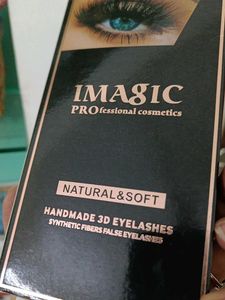 IMAGIC
PROfessional cosmetics
NATURAL&SOFT
HANDMADE 3D EYELASHES
SYNTHETIC FIBERS FALSE EYELASHES